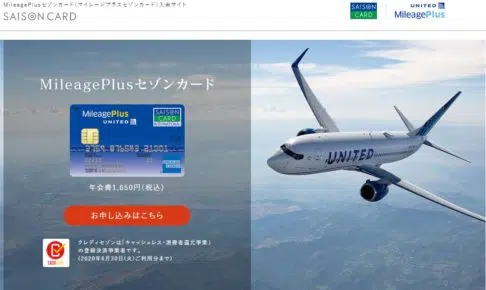 MileagePlusセゾンカード(マイレージプラスセゾンカード)入会サイト
SAISON CARD
SAISON
CARD
UNITED
MileagePlus
MileagePlusセゾンカード
MileagePlus
UNITED
SAISON
CARD
INTERNATIONAL
UNITED
年会費1,650円(税込)
お申し込みはこちら
クレディセゾンは「キャッシュレス・消費者還元事業」
の登録決済事業者です。
(2020年6月30日(火)ご利用分まで)